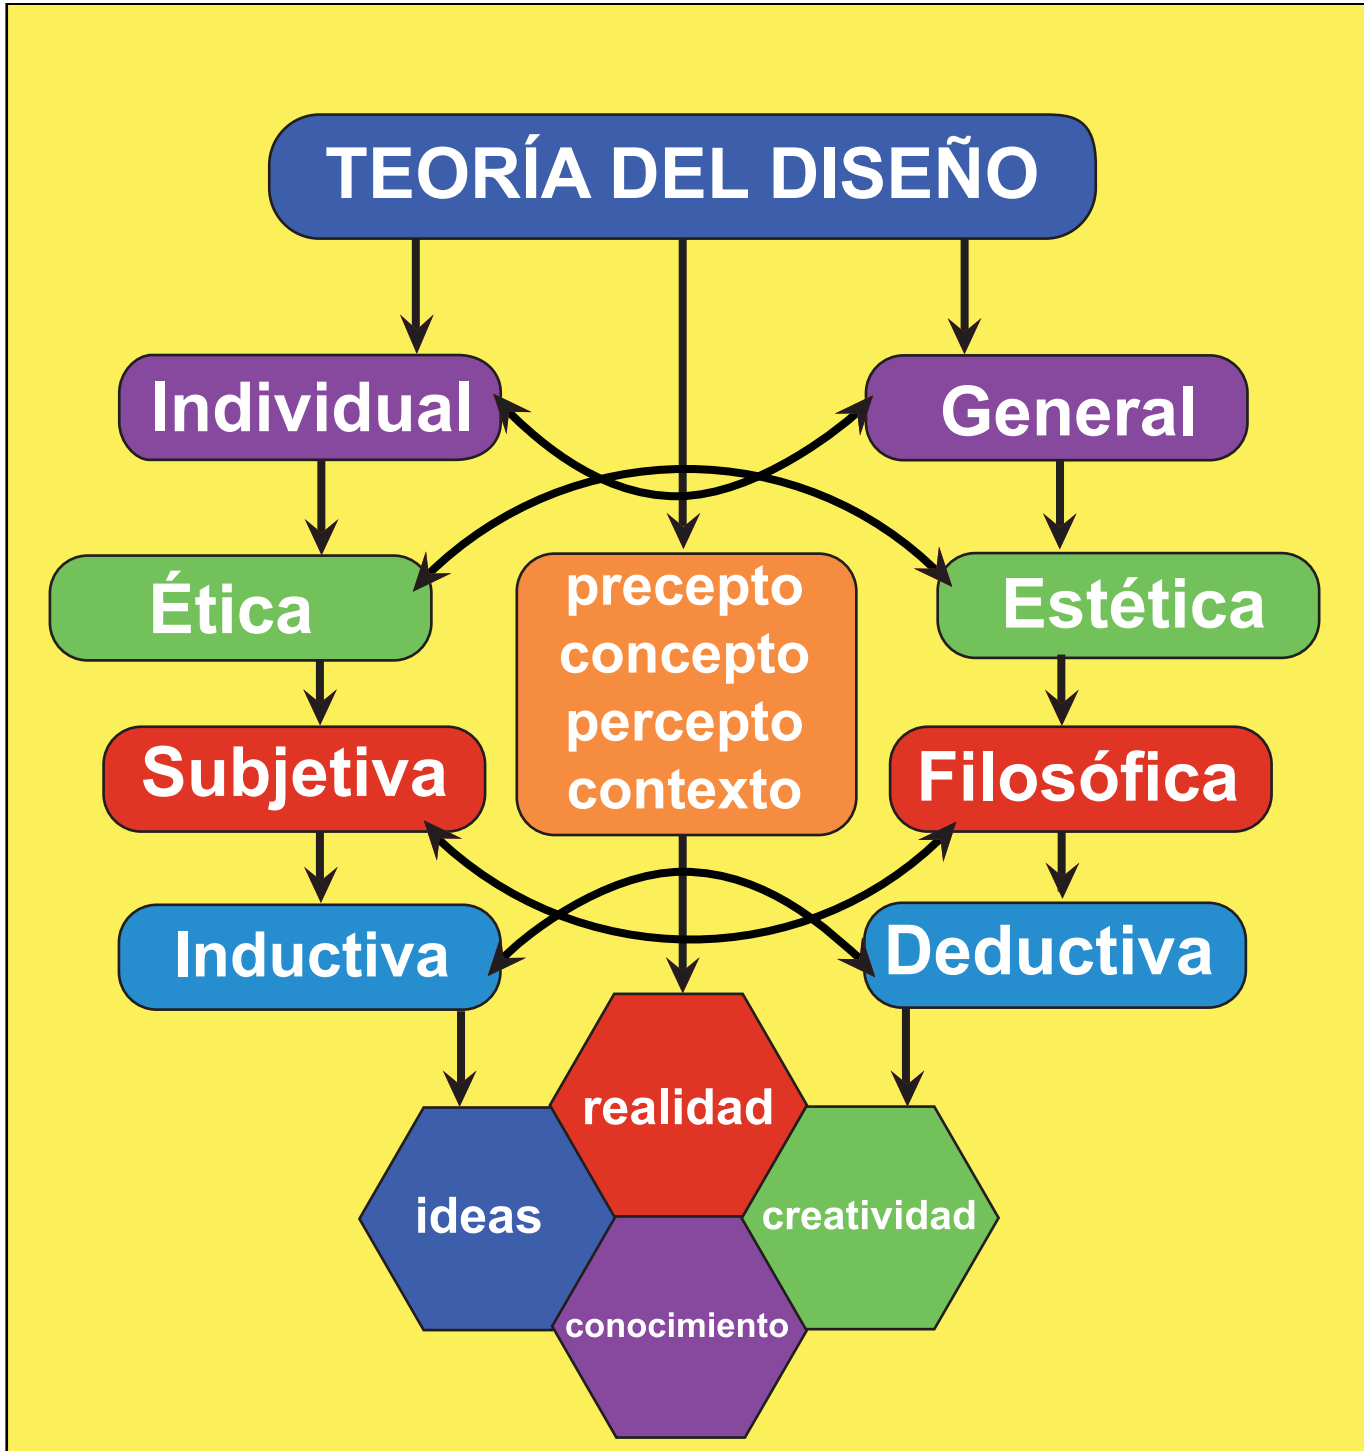 TEORÍA DEL DISEÑO
Individual
General
Ética
Estética
precepto
concepto
percepto
contexto
Subjetiva
Filosófica
Inductiva
Deductiva
realidad
ideas
creatividad
conocimiento